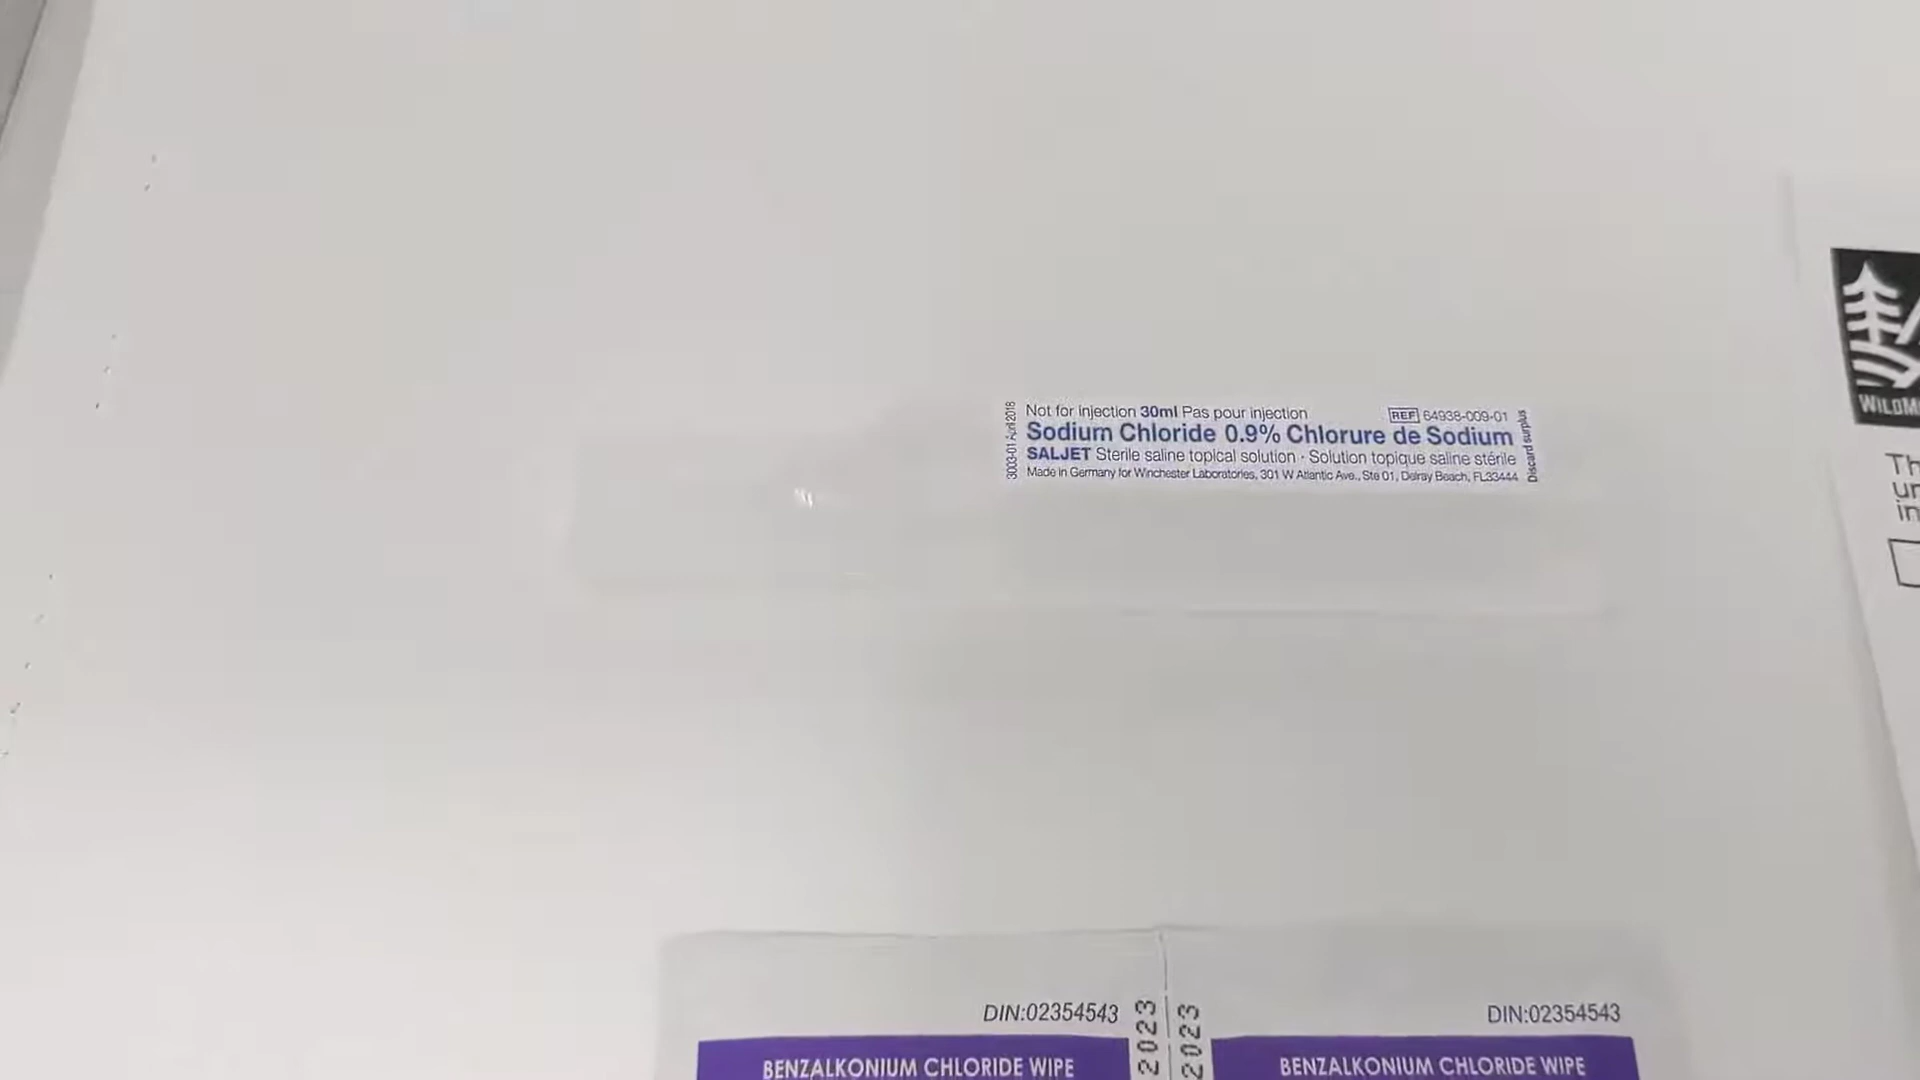 3003-01 April 2018
Not for injection 30ml Pas pour injection
REF 64938-009-01
Sodium Chloride 0.9% Chlorure de Sodium
SALJET Sterile saline topical solution · Solution topique saline stérile
Made in Germany for Winchester Laboratories, 301 W Atlantic Ave., Ste 01, Delray Beach, FL33444
Discard surplus
WILDM
Th
ur
in
DIN:02354543
2023
2023
DIN:02354543
BENZALKONIUM CHLORIDE WIPE
BENZALKONIUM CHLORIDE WIPE